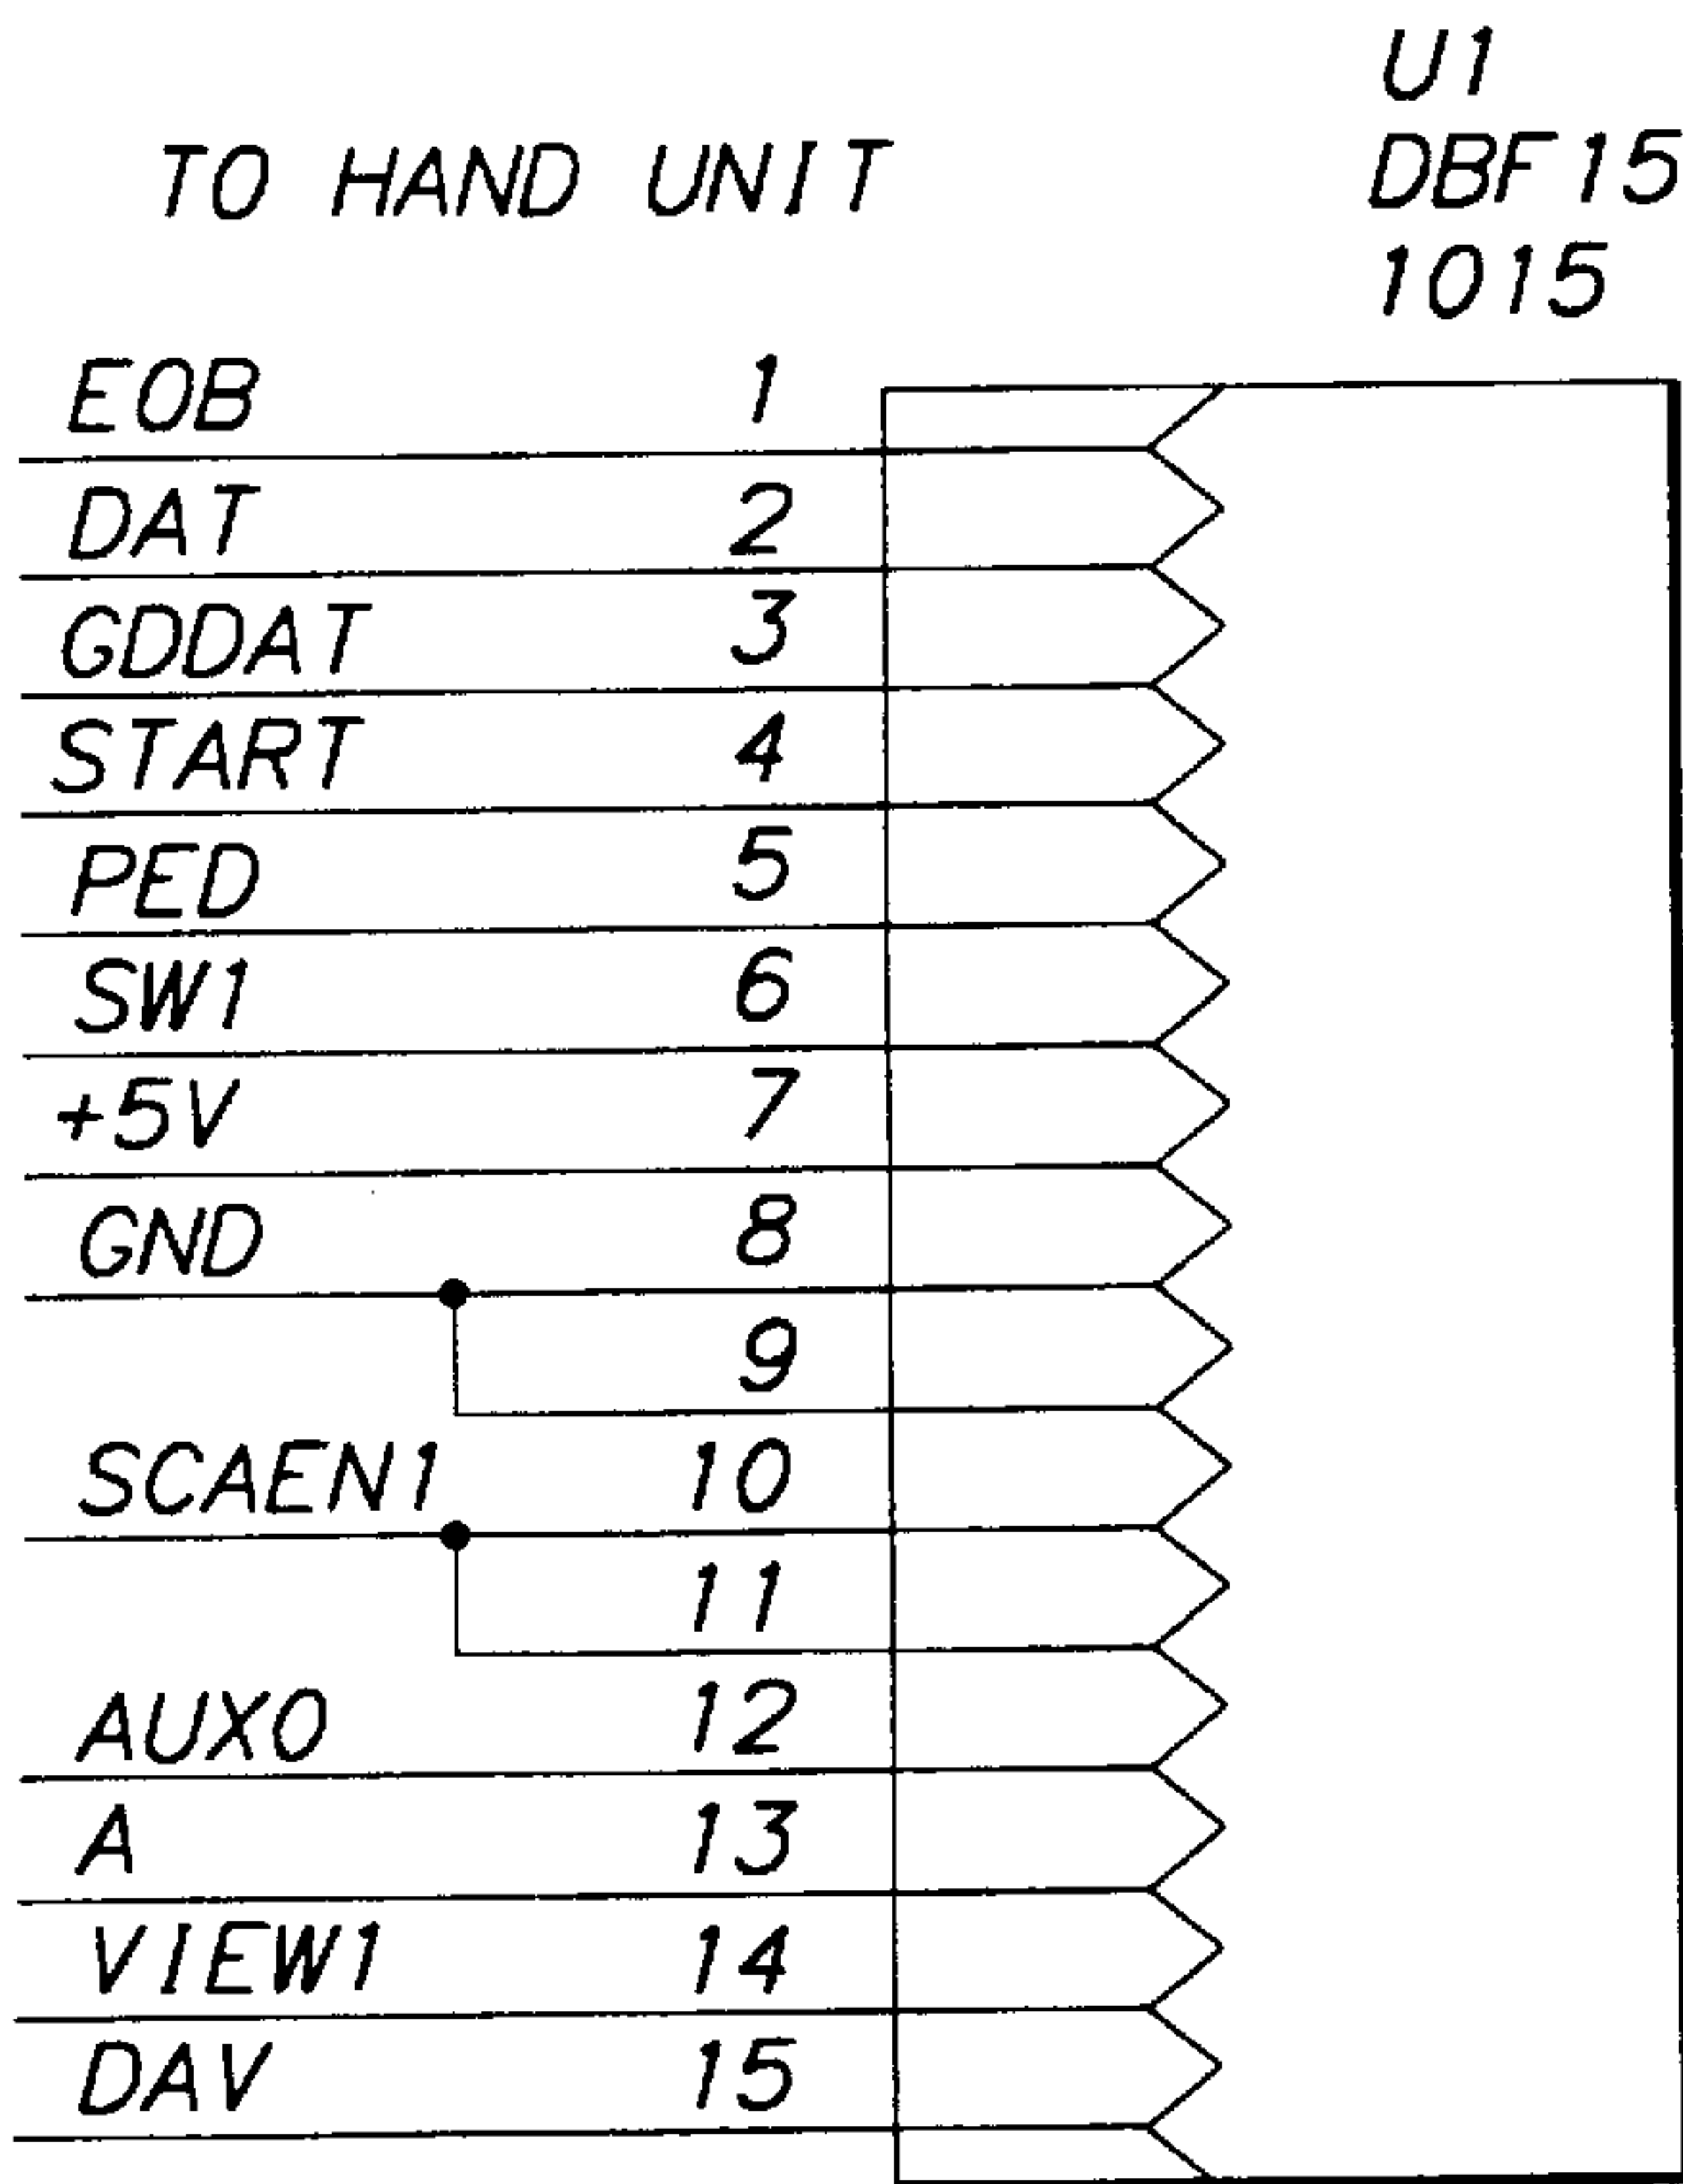 U1
TO HAND UNIT DBF15
1015
EOB 1
DAT 2
GDDAT 3
START 4
PED 5
SW1 6
+5V 7
GND 8
9
SCAEN1 10
11
AUX0 12
A 13
VIEW1 14
DAV 15